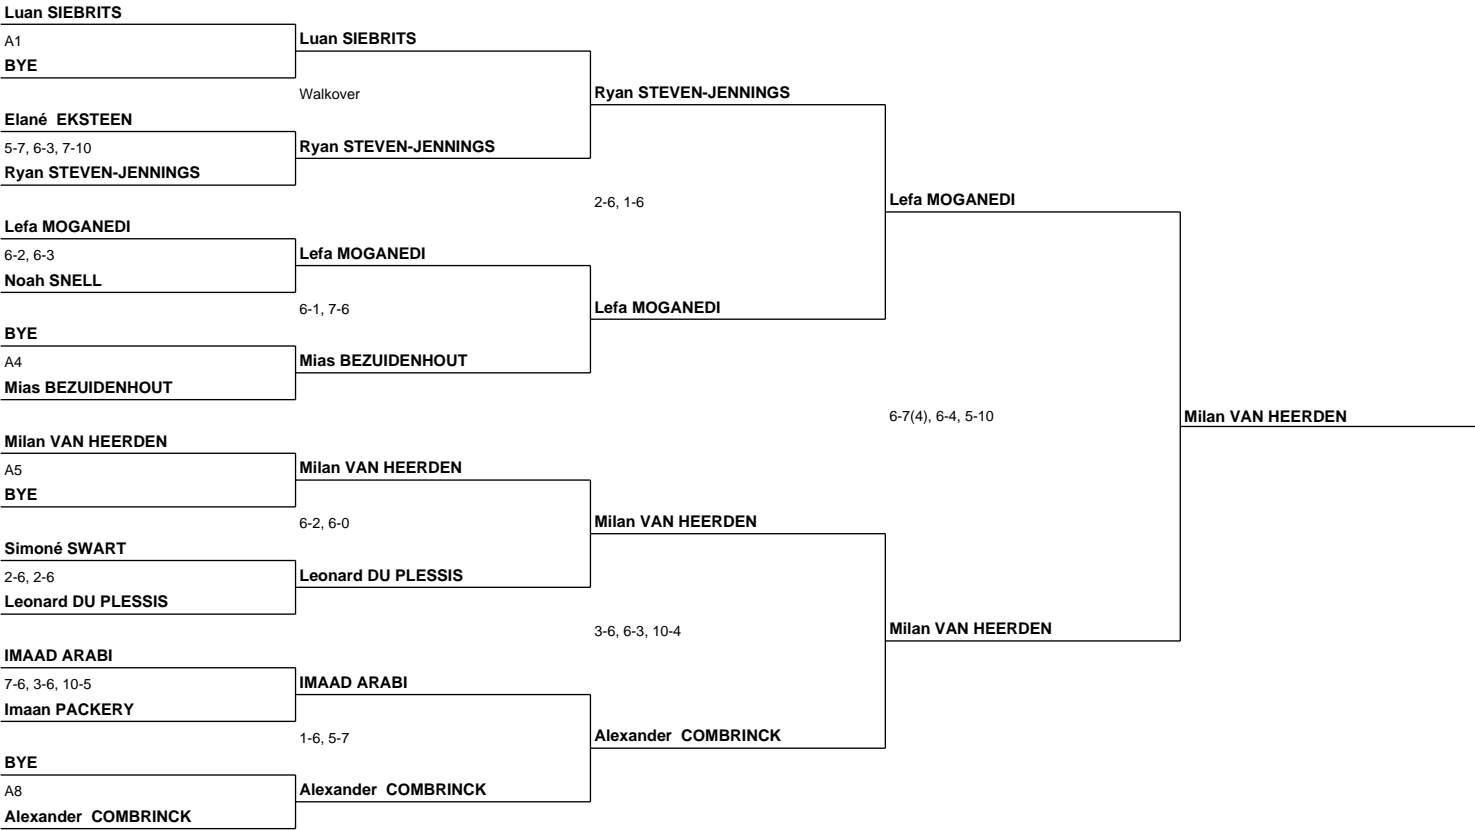 Luan SIEBRITS
A1
BYE
Elané  EKSTEEN
5-7, 6-3, 7-10
Ryan STEVEN-JENNINGS
Lefa MOGANEDI
6-2, 6-3
Noah SNELL
BYE
A4
Mias BEZUIDENHOUT
Milan VAN HEERDEN
A5
BYE
Simoné SWART
2-6, 2-6
Leonard DU PLESSIS
IMAAD ARABI
7-6, 3-6, 10-5
Imaan PACKERY
BYE
A8
Alexander  COMBRINCK
Luan SIEBRITS
Walkover
Ryan STEVEN-JENNINGS
Lefa MOGANEDI
6-1, 7-6
Mias BEZUIDENHOUT
Milan VAN HEERDEN
6-2, 6-0
Leonard DU PLESSIS
IMAAD ARABI
1-6, 5-7
Alexander  COMBRINCK
Ryan STEVEN-JENNINGS
2-6, 1-6
Lefa MOGANEDI
Milan VAN HEERDEN
3-6, 6-3, 10-4
Alexander  COMBRINCK
Lefa MOGANEDI
6-7(4), 6-4, 5-10
Milan VAN HEERDEN
Milan VAN HEERDEN